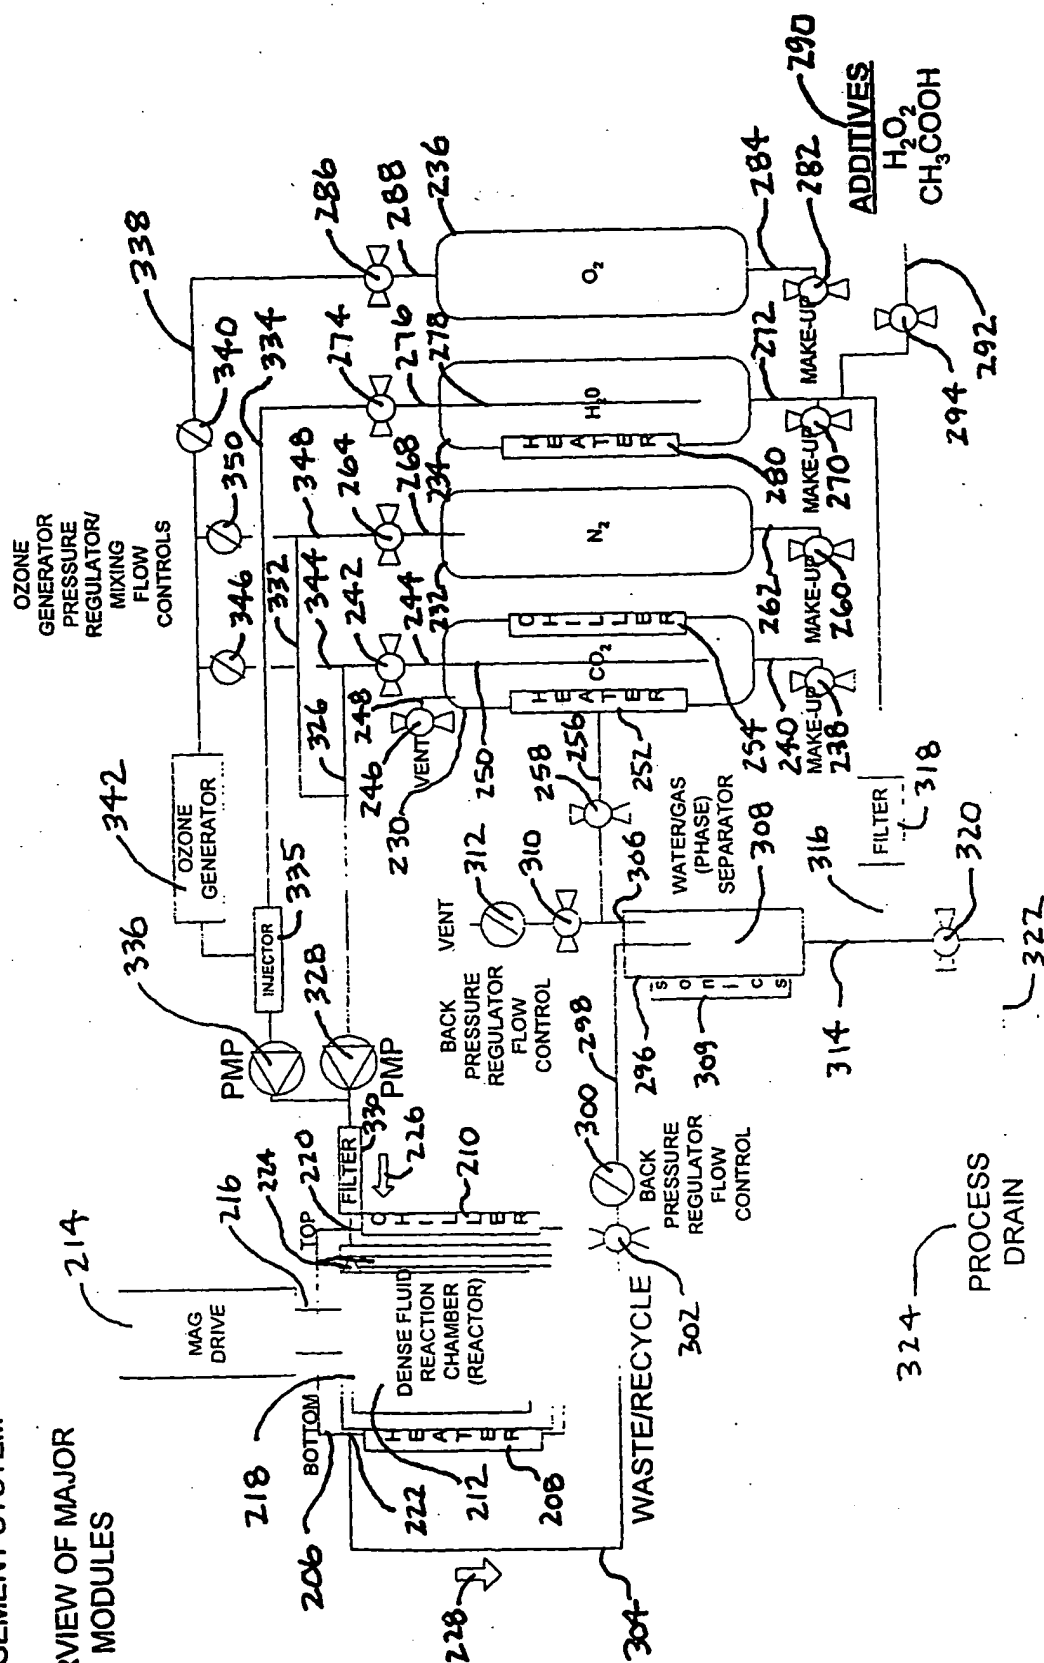 SEMENT SYSTEM
RVIEW OF MAJOR
MODULES
OZONE
GENERATOR
PRESSURE
REGULATOR/
MIXING
FLOW
CONTROLS
338
340
334
350
346
342
OZONE
GENERATOR
336
335
INJECTOR
PMP
328
PMP
286
288
236
274
276
278
264
348
268
234
332
344
242
244
232
326
248
246
VENT
230
O2
H2O
HEATER
280
N2
CHILLER
CO2
HEATER
250
256
252
254
258
284
282
MAKE-UP
272
270
MAKE-UP
262
260
MAKE-UP
240
238
MAKE-UP
290
ADDITIVES
H2O2
CH3COOH
292
294
214
MAG
DRIVE
216
224
220
TOP
FILTER
330
226
CHILLER
210
218
BOTTOM
206
222
HEATER
212
208
DENSE FLUID
REACTION
CHAMBER
(REACTOR)
228
304
WASTE/RECYCLE
302
300
BACK
PRESSURE
REGULATOR
FLOW
CONTROL
298
VENT
312
310
BACK
PRESSURE
REGULATOR
FLOW
CONTROL
306
WATER/GAS
(PHASE)
SEPARATOR
308
296
309
sonics
314
316
FILTER
318
320
322
324
PROCESS
DRAIN